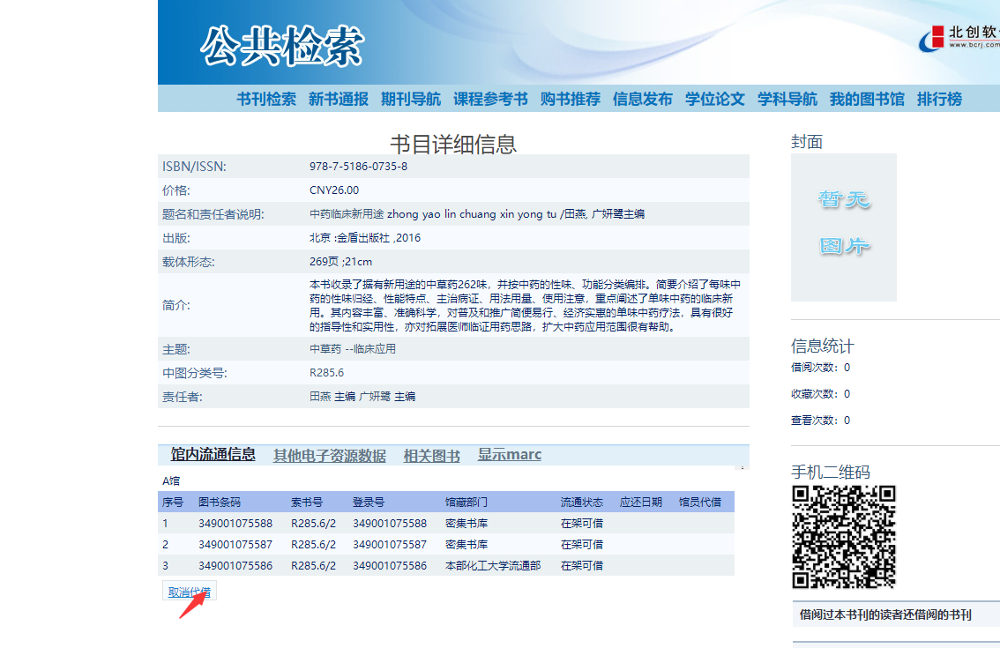 公共检索
北创软
www.bcrj.com
书刊检索 新书通报 期刊导航 课程参考书 购书推荐 信息发布 学位论文 学科导航 我的图书馆 排行榜
书目详细信息
ISBN/ISSN: 978-7-5186-0735-8
价格: CNY26.00
题名和责任者说明: 中药临床新用途 zhong yao lin chuang xin yong tu /田燕, 广妍鹭主编
出版: 北京 :金盾出版社 ,2016
载体形态: 269页 ;21cm
简介: 本书收录了据有新用途的中草药262味，并按中药的性味、功能分类编排。简要介绍了每味中
药的性味归经、性能特点、主治病证、用法用量、使用注意，重点阐述了单味中药的临床新
用。其内容丰富、准确科学，对普及和推广简便易行、经济实惠的单味中药疗法，具有很好
的指导性和实用性，亦对拓展医师临证用药思路，扩大中药应用范围很有帮助。
主题: 中草药 --临床应用
中图分类号: R285.6
责任者: 田燕 主编 广妍鹭 主编
馆内流通信息 其他电子资源数据 相关图书 显示marc
A馆
序号 图书条码 索书号 登录号 馆藏部门 流通状态 应还日期 馆员代借
1 349001075588 R285.6/2 349001075588 密集书库 在架可借
2 349001075587 R285.6/2 349001075587 密集书库 在架可借
3 349001075586 R285.6/2 349001075586 本部化工大学流通部 在架可借
取消代借
封面
暂无
图片
信息统计
借阅次数：0
收藏次数：0
查看次数：0
手机二维码
借阅过本书刊的读者还借阅的书刊